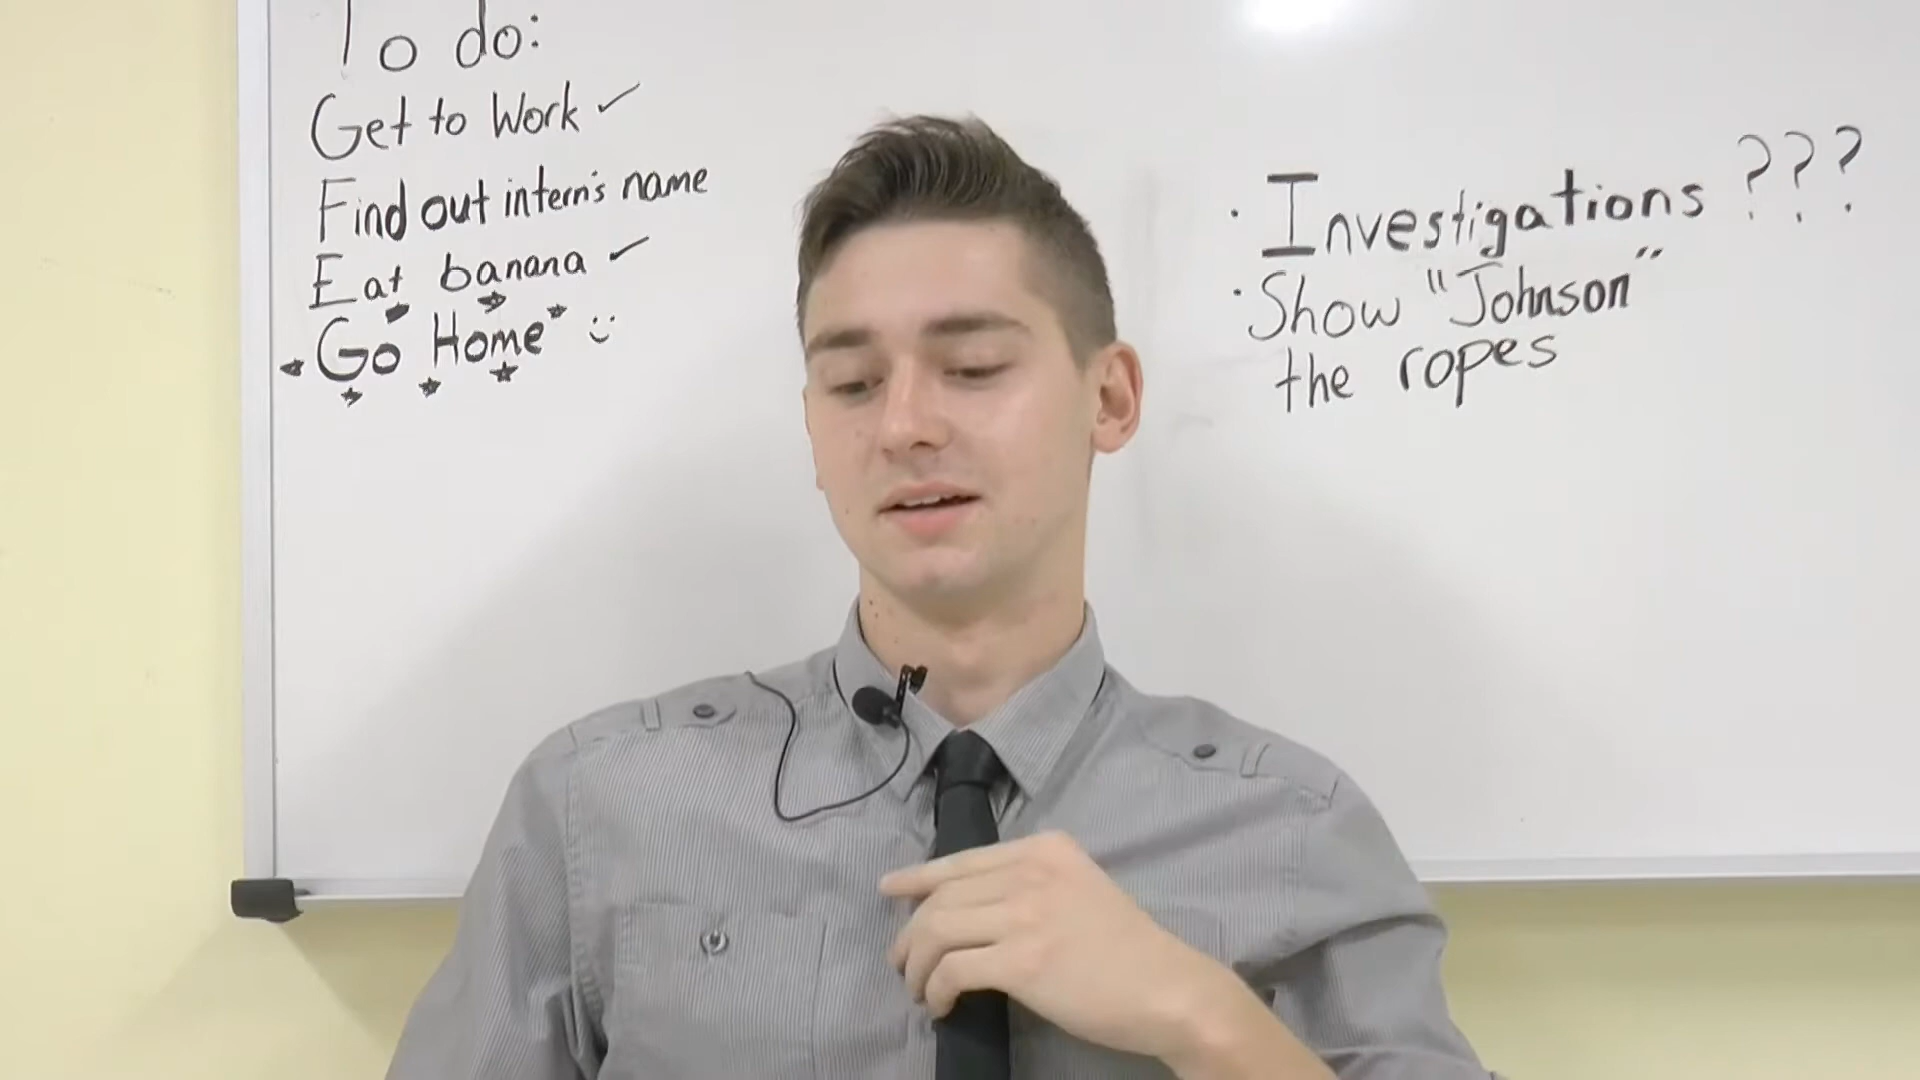 To do:
Get to Work ✓
Find out intern's name
Eat banana ✓
Go Home :)
· Investigations ???
· Show "Johnson"
the ropes